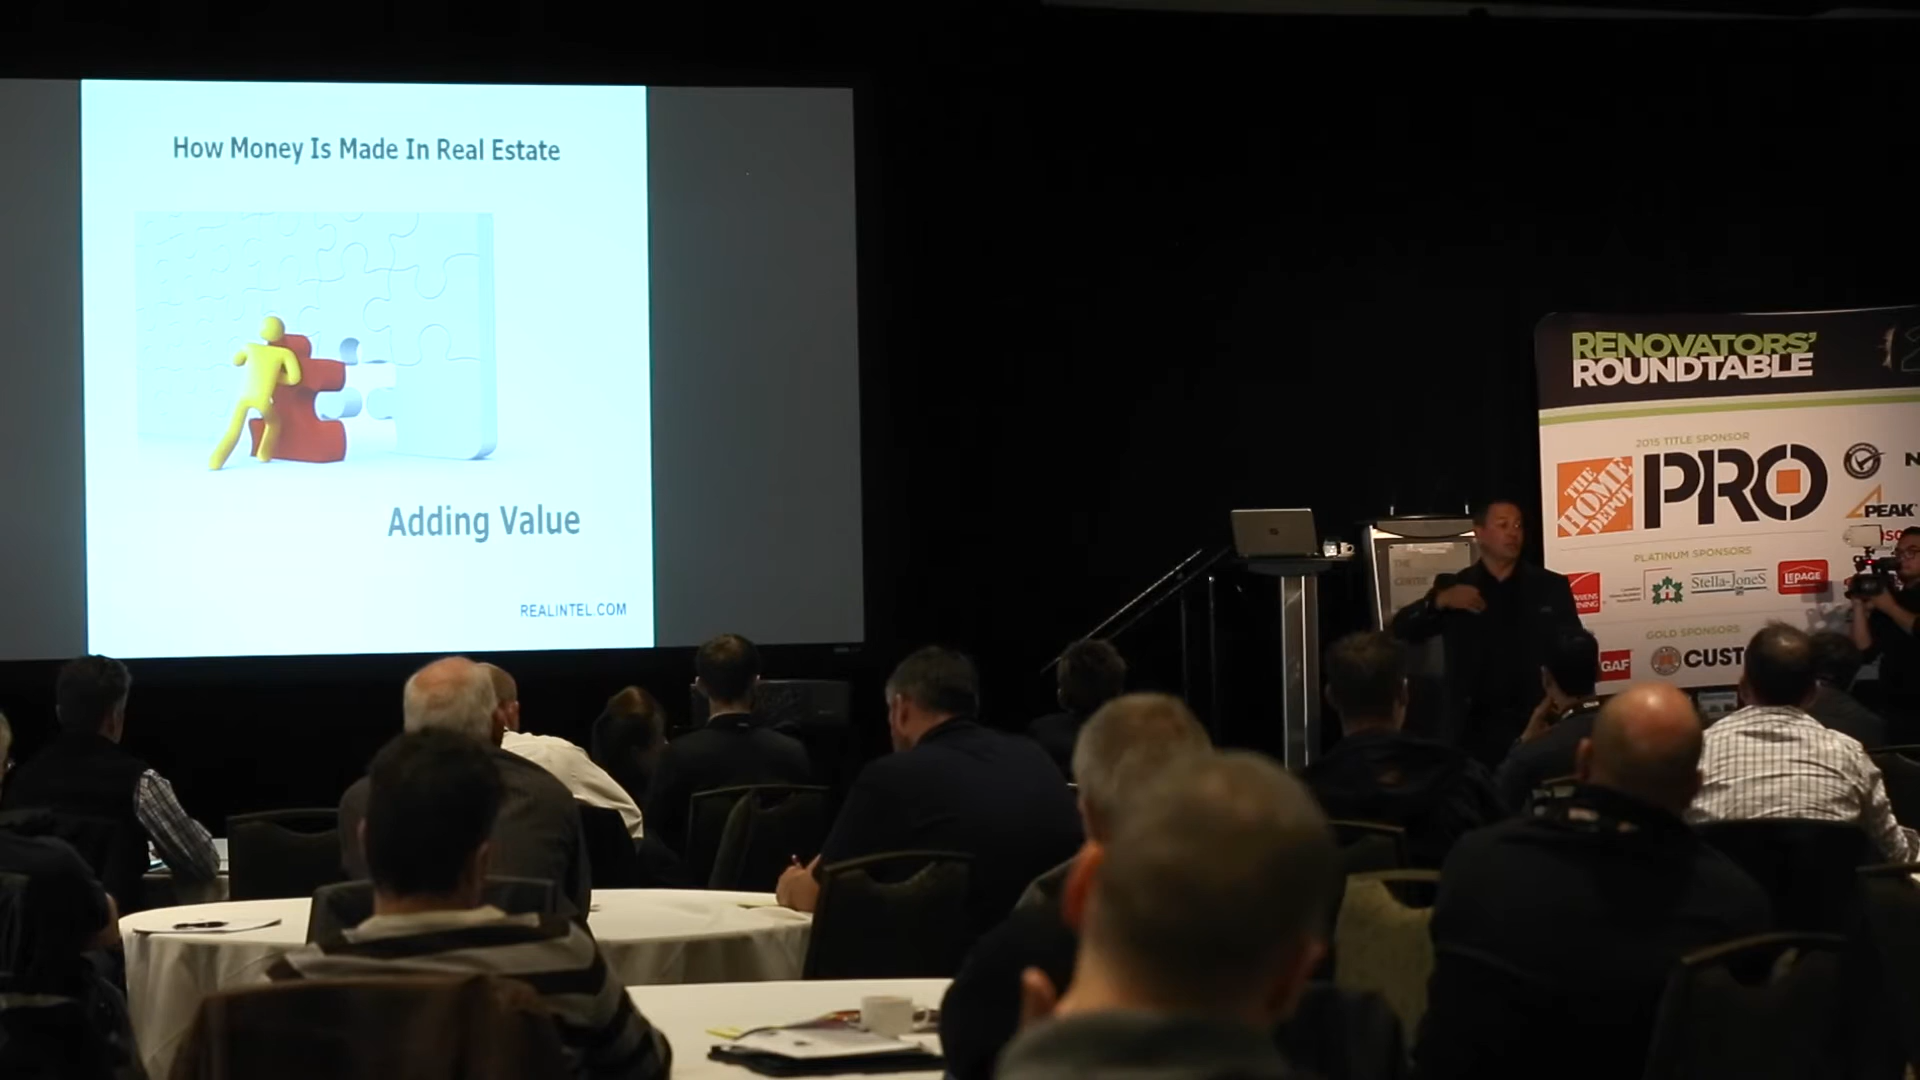 How Money Is Made In Real Estate
Adding Value
REALINTEL.COM
RENOVATORS'
ROUNDTABLE
2015 TITLE SPONSOR
THE
HOME
DEPOT
PRO
PEAK
PLATINUM SPONSORS
Stella-Jones
LEPAGE
GOLD SPONSORS
GAF
CUST